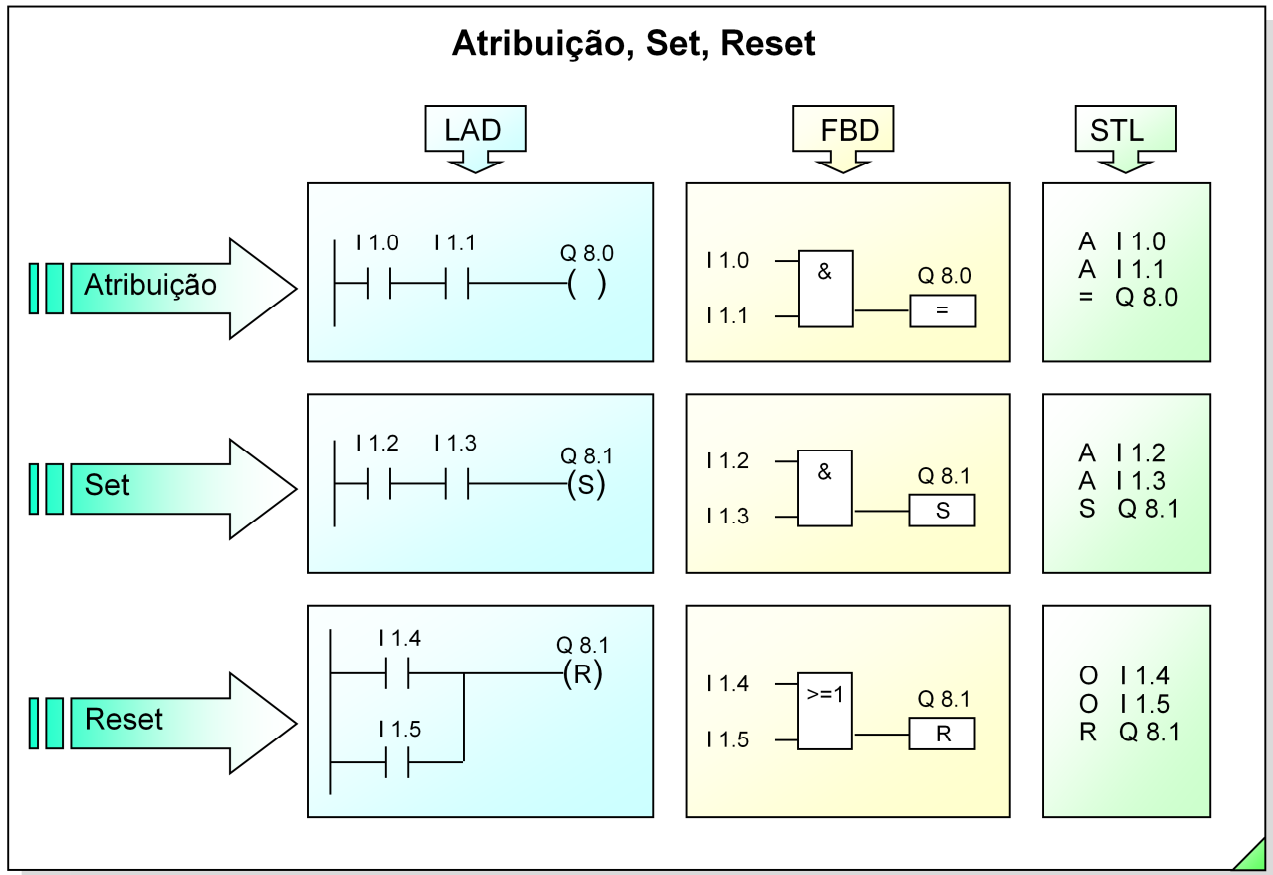 Atribuição, Set, Reset
LAD
FBD
STL
Atribuição
I 1.0
I 1.1
Q 8.0
( )
I 1.0
I 1.1
&
Q 8.0
=
A I 1.0
A I 1.1
= Q 8.0
Set
I 1.2
I 1.3
Q 8.1
(S)
I 1.2
I 1.3
&
Q 8.1
S
A I 1.2
A I 1.3
S Q 8.1
Reset
I 1.4
I 1.5
Q 8.1
(R)
I 1.4
I 1.5
>=1
Q 8.1
R
O I 1.4
O I 1.5
R Q 8.1